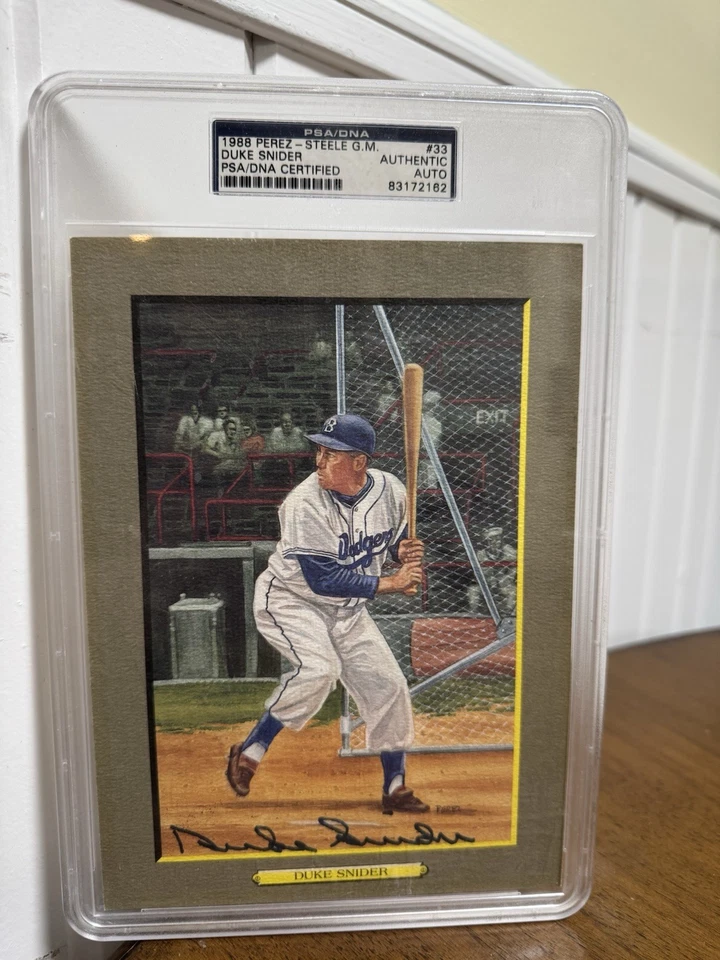 PSA/DNA
1988 PEREZ-STEELE G.M. #33
DUKE SNIDER AUTHENTIC
PSA/DNA CERTIFIED AUTO
83172162
EXIT
B
Dodgers
Duke Snider
DUKE SNIDER